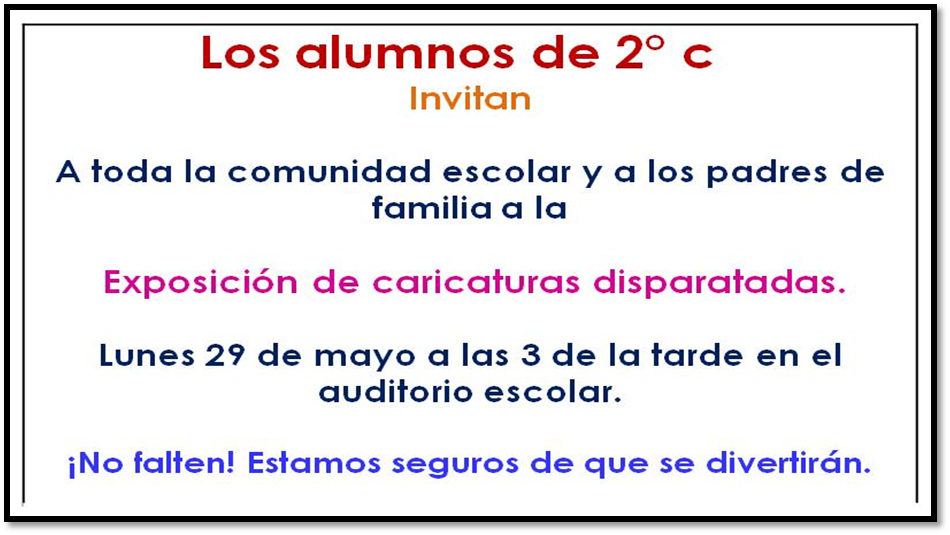 Los alumnos de 2° c
Invitan
A toda la comunidad escolar y a los padres de
familia a la
Exposición de caricaturas disparatadas.
Lunes 29 de mayo a las 3 de la tarde en el
auditorio escolar.
¡No falten! Estamos seguros de que se divertirán.